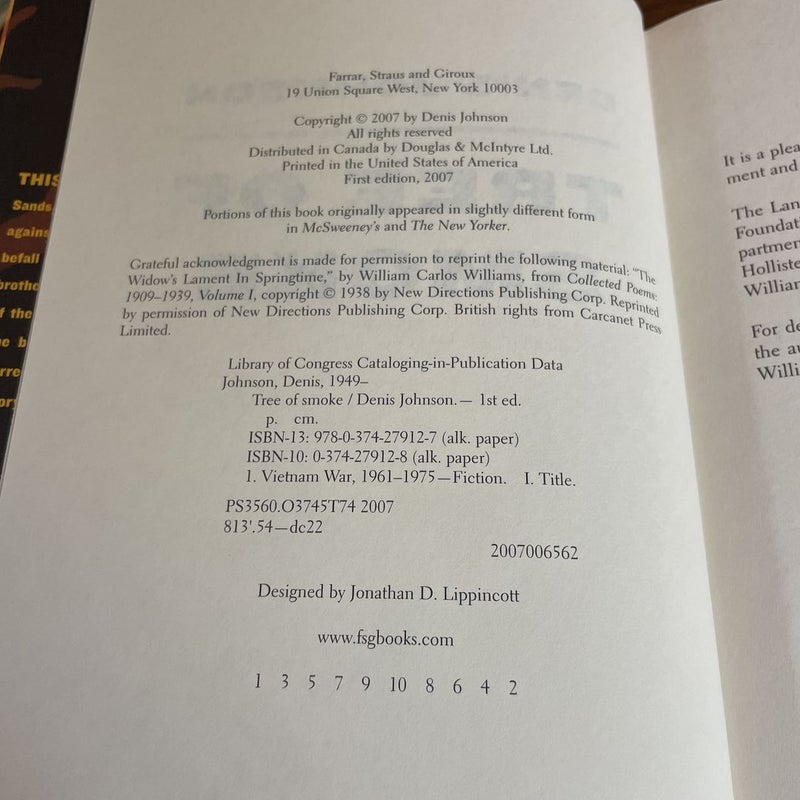 Farrar, Straus and Giroux
19 Union Square West, New York 10003
Copyright © 2007 by Denis Johnson
All rights reserved
Distributed in Canada by Douglas & McIntyre Ltd.
Printed in the United States of America
First edition, 2007
Portions of this book originally appeared in slightly different form
in McSweeney's and The New Yorker.
Grateful acknowledgment is made for permission to reprint the following material: "The
Widow's Lament In Springtime," by William Carlos Williams, from Collected Poems:
1909–1939, Volume I, copyright © 1938 by New Directions Publishing Corp. Reprinted
by permission of New Directions Publishing Corp. British rights from Carcanet Press
Limited.
Library of Congress Cataloging-in-Publication Data
Johnson, Denis, 1949–
Tree of smoke / Denis Johnson.— 1st ed.
p. cm.
ISBN-13: 978-0-374-27912-7 (alk. paper)
ISBN-10: 0-374-27912-8 (alk. paper)
1. Vietnam War, 1961–1975—Fiction. I. Title.
PS3560.O3745T74 2007
813'.54—dc22
2007006562
Designed by Jonathan D. Lippincott
www.fsgbooks.com
1 3 5 7 9 10 8 6 4 2
THIS
Sands
agains
befall
f the
It is a plea
ment and
The Lan
Foundat
partmen
Holliste
Willian
For de
the au
Willi